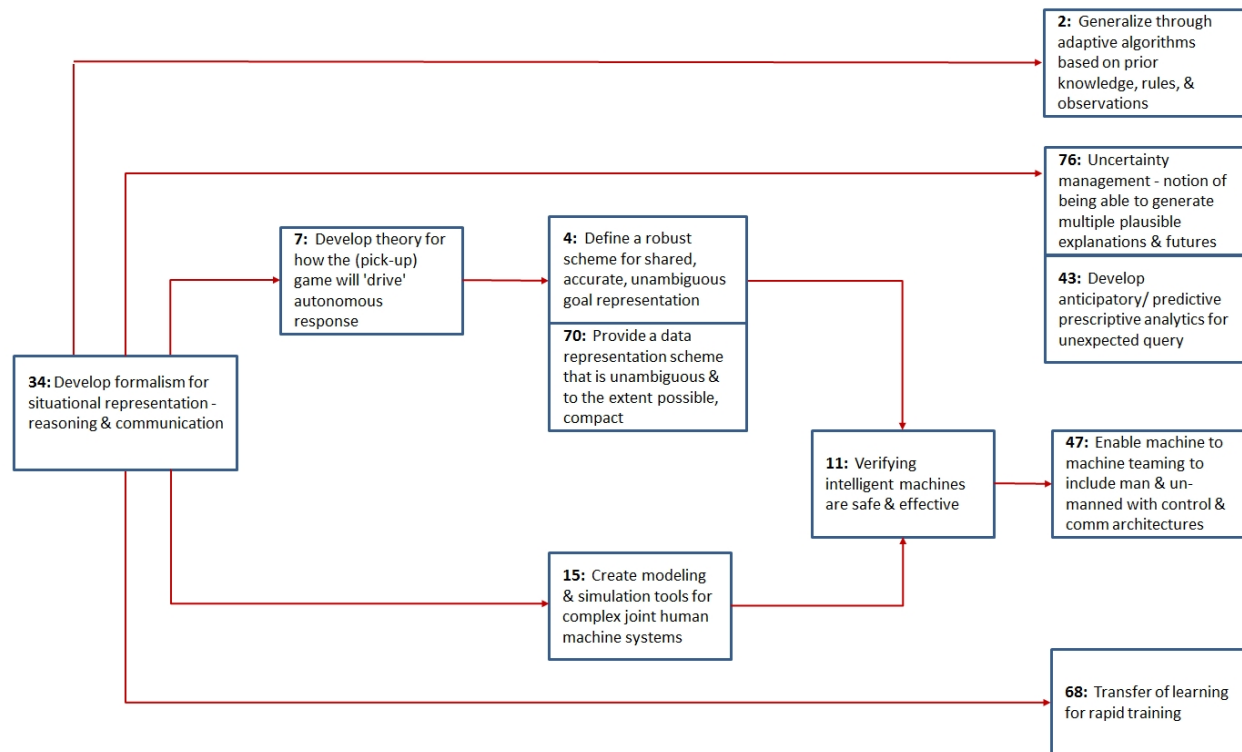 2: Generalize through
adaptive algorithms
based on prior
knowledge, rules, &
observations
76: Uncertainty
management - notion of
being able to generate
multiple plausible
explanations & futures
7: Develop theory for
how the (pick-up)
game will 'drive'
autonomous
response
4: Define a robust
scheme for shared,
accurate, unambiguous
goal representation
43: Develop
anticipatory/ predictive
prescriptive analytics for
unexpected query
70: Provide a data
representation scheme
that is unambiguous &
to the extent possible,
compact
34: Develop formalism for
situational representation -
reasoning & communication
11: Verifying
intelligent machines
are safe & effective
47: Enable machine to
machine teaming to
include man & un-
manned with control &
comm architectures
15: Create modeling
& simulation tools for
complex joint human
machine systems
68: Transfer of learning
for rapid training